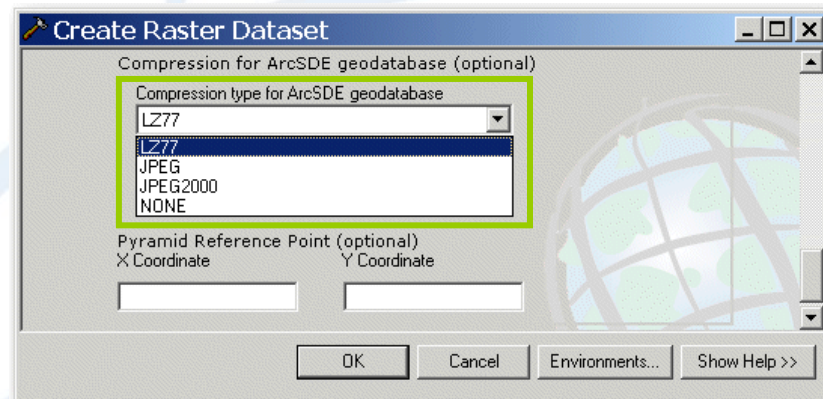 Create Raster Dataset
Compression for ArcSDE geodatabase (optional)
Compression type for ArcSDE geodatabase
LZ77
LZ77
JPEG
JPEG2000
NONE
Pyramid Reference Point (optional)
X Coordinate Y Coordinate
OK Cancel Environments... Show Help >>